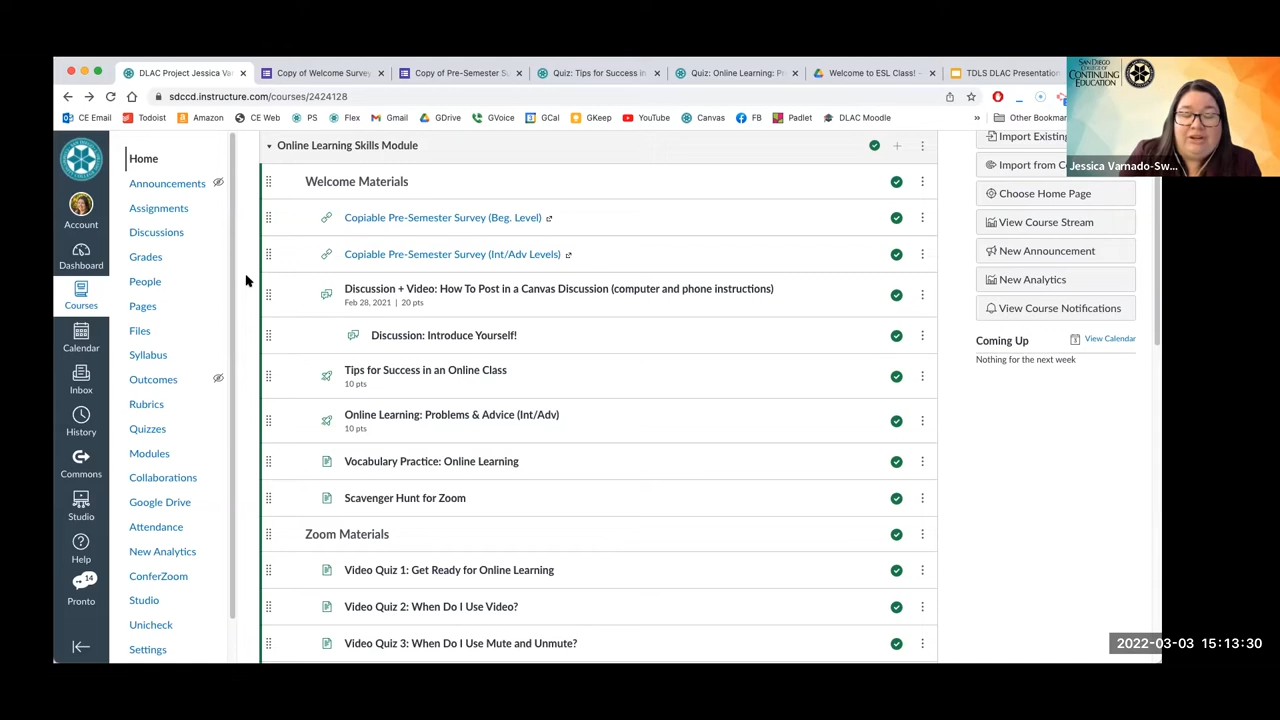 DLAC Project Jessica Va
Copy of Welcome Survey
Copy of Pre-Semester Su
Quiz: Tips for Success in
Quiz: Online Learning: Pr
Welcome to ESL Class! –
TDLS DLAC Presentation
sdccd.instructure.com/courses/2424128
CE Email
Todoist
Amazon
CE Web
PS
Flex
Gmail
GDrive
GVoice
GCal
GKeep
YouTube
Canvas
FB
Padlet
DLAC Moodle
»
Other Bookmar
SAN DIEGO
COLLEGE OF
CONTINUING
EDUCATION
Jessica Varnado-Sw...
Account
Dashboard
Courses
Calendar
Inbox
History
Commons
Studio
Help
14
Pronto
Home
Announcements
Assignments
Discussions
Grades
People
Pages
Files
Syllabus
Outcomes
Rubrics
Quizzes
Modules
Collaborations
Google Drive
Attendance
New Analytics
ConferZoom
Studio
Unicheck
Settings
Online Learning Skills Module
Welcome Materials
Copiable Pre-Semester Survey (Beg. Level)
Copiable Pre-Semester Survey (Int/Adv Levels)
Discussion + Video: How To Post in a Canvas Discussion (computer and phone instructions)
Feb 28, 2021 | 20 pts
Discussion: Introduce Yourself!
Tips for Success in an Online Class
10 pts
Online Learning: Problems & Advice (Int/Adv)
10 pts
Vocabulary Practice: Online Learning
Scavenger Hunt for Zoom
Zoom Materials
Video Quiz 1: Get Ready for Online Learning
Video Quiz 2: When Do I Use Video?
Video Quiz 3: When Do I Use Mute and Unmute?
Import Existing
Import from Co
Choose Home Page
View Course Stream
New Announcement
New Analytics
View Course Notifications
Coming Up
View Calendar
Nothing for the next week
2022-03-03 15:13:30